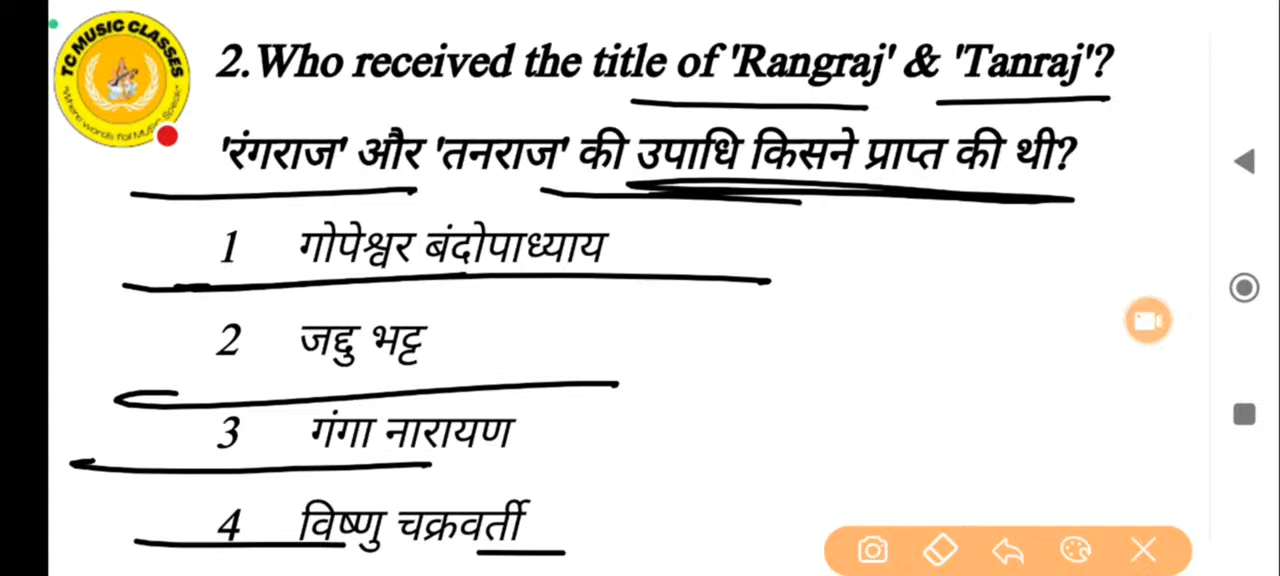 TC MUSIC CLASSES
2. Who received the title of 'Rangraj' & 'Tanraj'?
'रंगराज' और 'तनराज' की उपाधि किसने प्राप्त की थी?
1 गोपेश्वर बंदोपाध्याय
2 जद्दु भट्ट
3 गंगा नारायण
4 विष्णु चक्रवर्ती